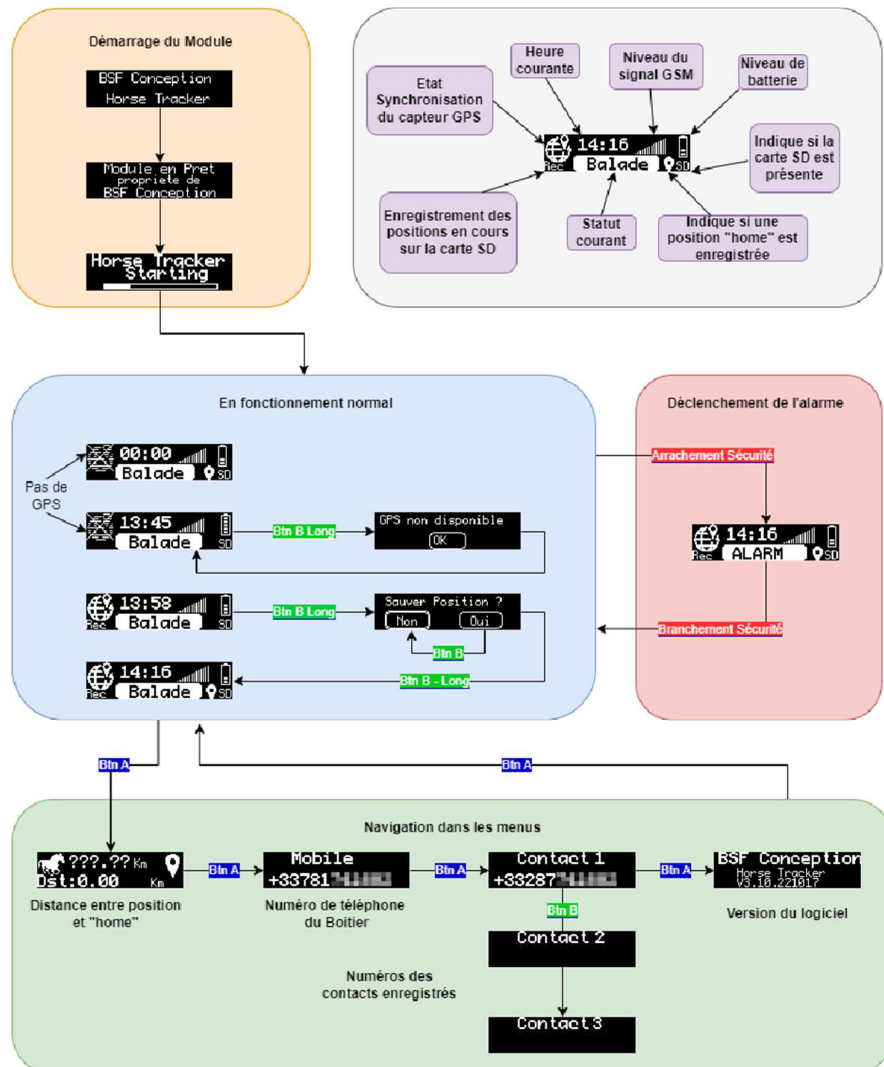 Démarrage du Module
BSF Conception
Horse Tracker
Module en Pret
propriete de
BSF Conception
Horse Tracker
Starting
Etat
Synchronisation
du capteur GPS
Heure
courante
Niveau du
signal GSM
Niveau de
batterie
14:16
Rec
Balade
SD
Indique si la
carte SD est
présente
Enregistrement des
positions en cours
sur la carte SD
Statut
courant
Indique si une
position "home" est
enregistrée
En fonctionnement normal
Pas de
GPS
00:00
Balade
SD
13:45
Balade
SD
Btn B Long
GPS non disponible
OK
13:58
Rec
Balade
SD
Btn B Long
Sauver Position ?
Non
Oui
Btn B
14:16
Rec
Balade
SD
Btn B - Long
Déclenchement de l'alarme
Arrachement Sécurité
14:16
Rec
ALARM
SD
Branchement Sécurité
Btn A
Btn A
Navigation dans les menus
???.?? Km
Dst:0.00 Km
Distance entre position
et "home"
Btn A
Mobile
+33781
Numéro de téléphone
du Boitier
Btn A
Contact 1
+33287
Btn B
Contact 2
Numéros des
contacts enregistrés
Contact 3
Btn A
BSF Conception
Horse Tracker
V3.10.221017
Version du logiciel